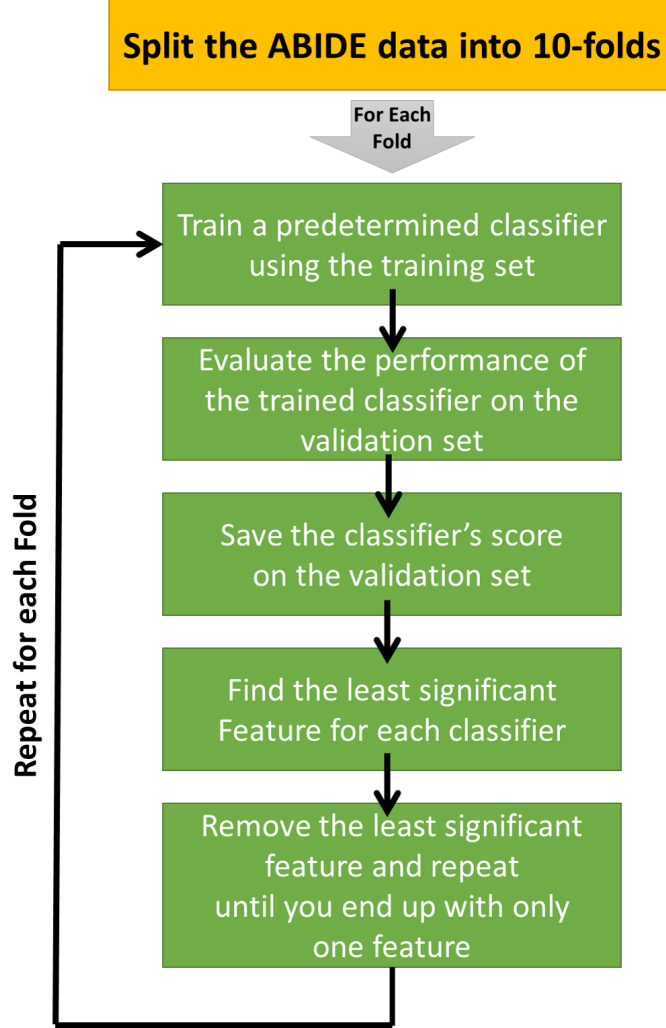 Split the ABIDE data into 10-folds
For Each
Fold
Train a predetermined classifier
using the training set
Evaluate the performance of
the trained classifier on the
validation set
Save the classifier’s score
on the validation set
Find the least significant
Feature for each classifier
Remove the least significant
feature and repeat
until you end up with only
one feature
Repeat for each Fold